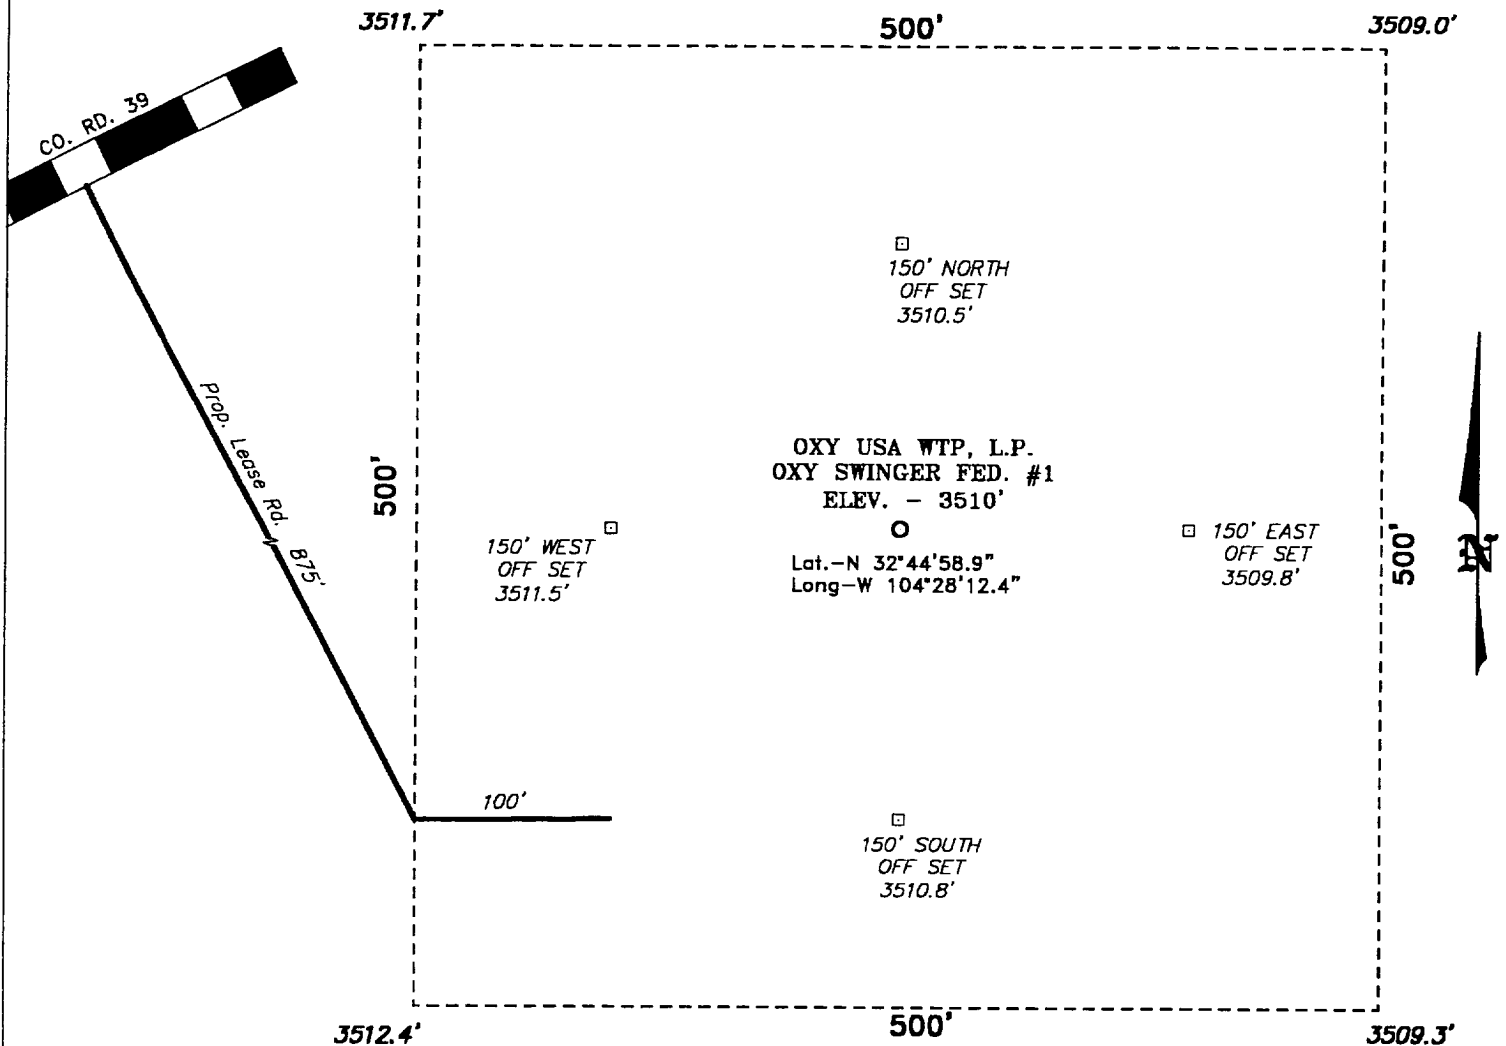 3511.7'
500'
3509.0'
CO. RD. 39
150' NORTH
OFF SET
3510.5'
Prop. Lease Rd. 875'
500'
OXY USA WTP, L.P.
OXY SWINGER FED. #1
ELEV. - 3510'
Lat.-N 32°44'58.9"
Long-W 104°28'12.4"
150' WEST
OFF SET
3511.5'
150' EAST
OFF SET
3509.8'
500'
N
100'
150' SOUTH
OFF SET
3510.8'
3512.4'
500'
3509.3'